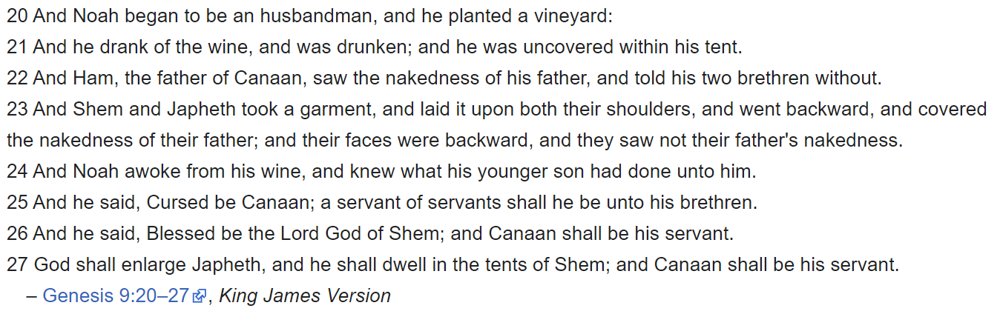 20 And Noah began to be an husbandman, and he planted a vineyard:
21 And he drank of the wine, and was drunken; and he was uncovered within his tent.
22 And Ham, the father of Canaan, saw the nakedness of his father, and told his two brethren without.
23 And Shem and Japheth took a garment, and laid it upon both their shoulders, and went backward, and covered
the nakedness of their father; and their faces were backward, and they saw not their father's nakedness.
24 And Noah awoke from his wine, and knew what his younger son had done unto him.
25 And he said, Cursed be Canaan; a servant of servants shall he be unto his brethren.
26 And he said, Blessed be the Lord God of Shem; and Canaan shall be his servant.
27 God shall enlarge Japheth, and he shall dwell in the tents of Shem; and Canaan shall be his servant.
– Genesis 9:20–27, King James Version